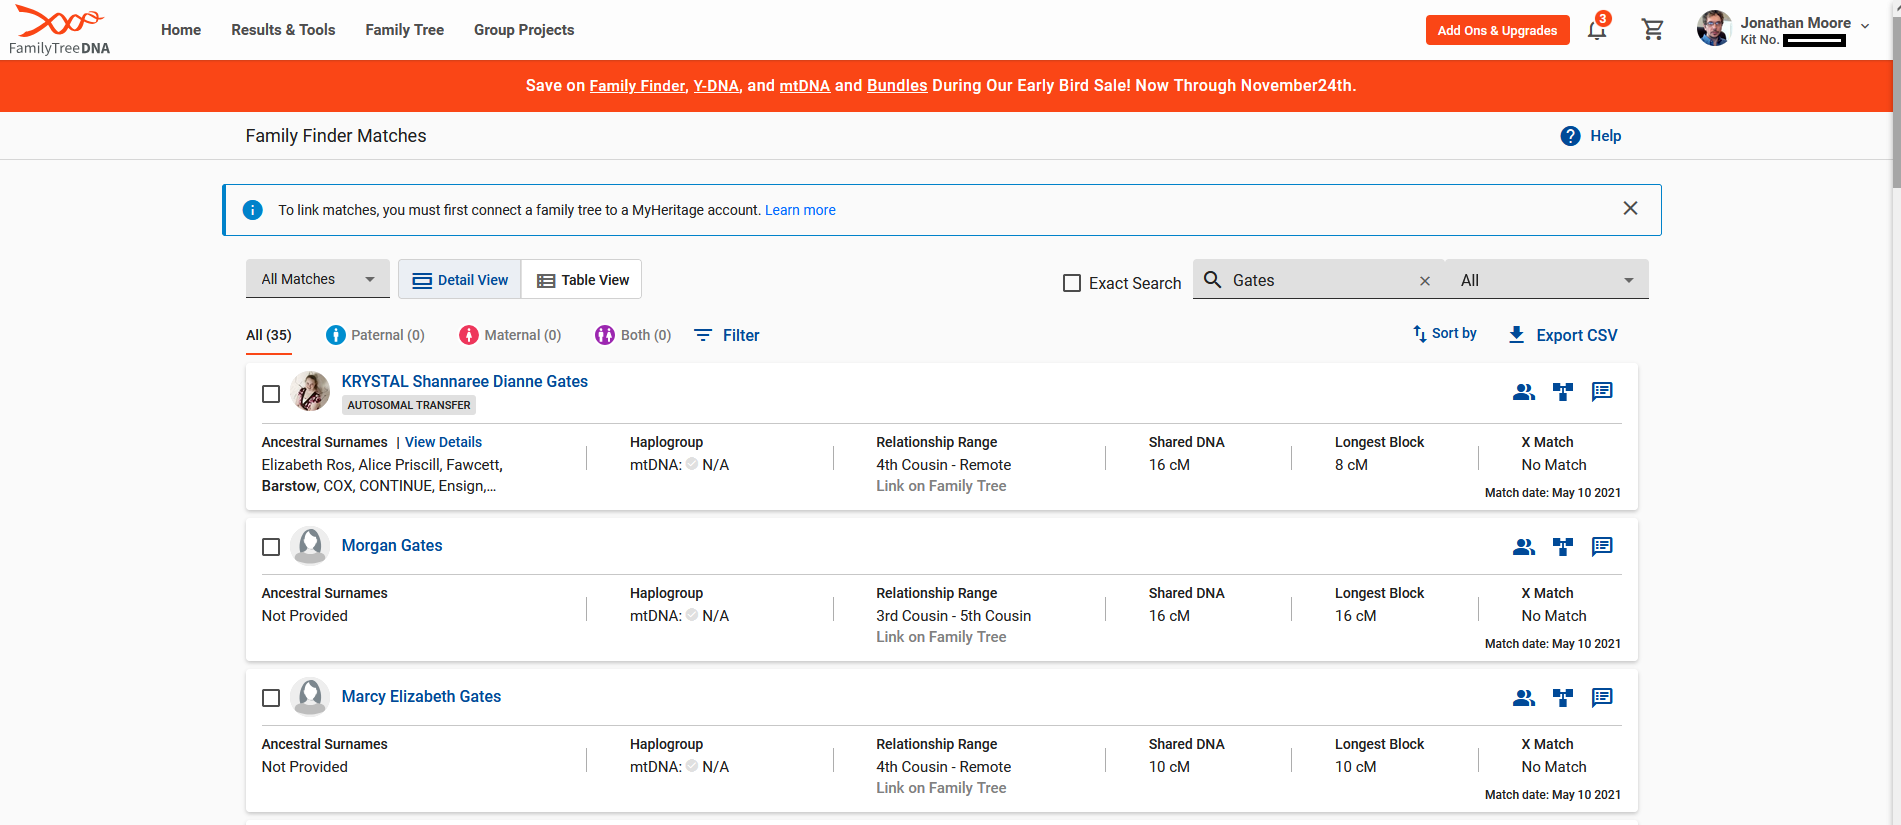 FamilyTreeDNA
Home Results & Tools Family Tree Group Projects
Add Ons & Upgrades
3
Jonathan Moore
Kit No.
Save on Family Finder, Y-DNA, and mtDNA and Bundles During Our Early Bird Sale! Now Through November24th.
Family Finder Matches
Help
To link matches, you must first connect a family tree to a MyHeritage account. Learn more
All Matches Detail View Table View Exact Search Gates All
All (35) Paternal (0) Maternal (0) Both (0) Filter Sort by Export CSV
KRYSTAL Shannaree Dianne Gates
AUTOSOMAL TRANSFER
Ancestral Surnames | View Details Haplogroup Relationship Range Shared DNA Longest Block X Match
Elizabeth Ros, Alice Priscill, Fawcett, mtDNA: N/A 4th Cousin - Remote 16 cM 8 cM No Match
Barstow, COX, CONTINUE, Ensign,... Link on Family Tree
Match date: May 10 2021
Morgan Gates
Ancestral Surnames Haplogroup Relationship Range Shared DNA Longest Block X Match
Not Provided mtDNA: N/A 3rd Cousin - 5th Cousin 16 cM 16 cM No Match
Link on Family Tree
Match date: May 10 2021
Marcy Elizabeth Gates
Ancestral Surnames Haplogroup Relationship Range Shared DNA Longest Block X Match
Not Provided mtDNA: N/A 4th Cousin - Remote 10 cM 10 cM No Match
Link on Family Tree
Match date: May 10 2021